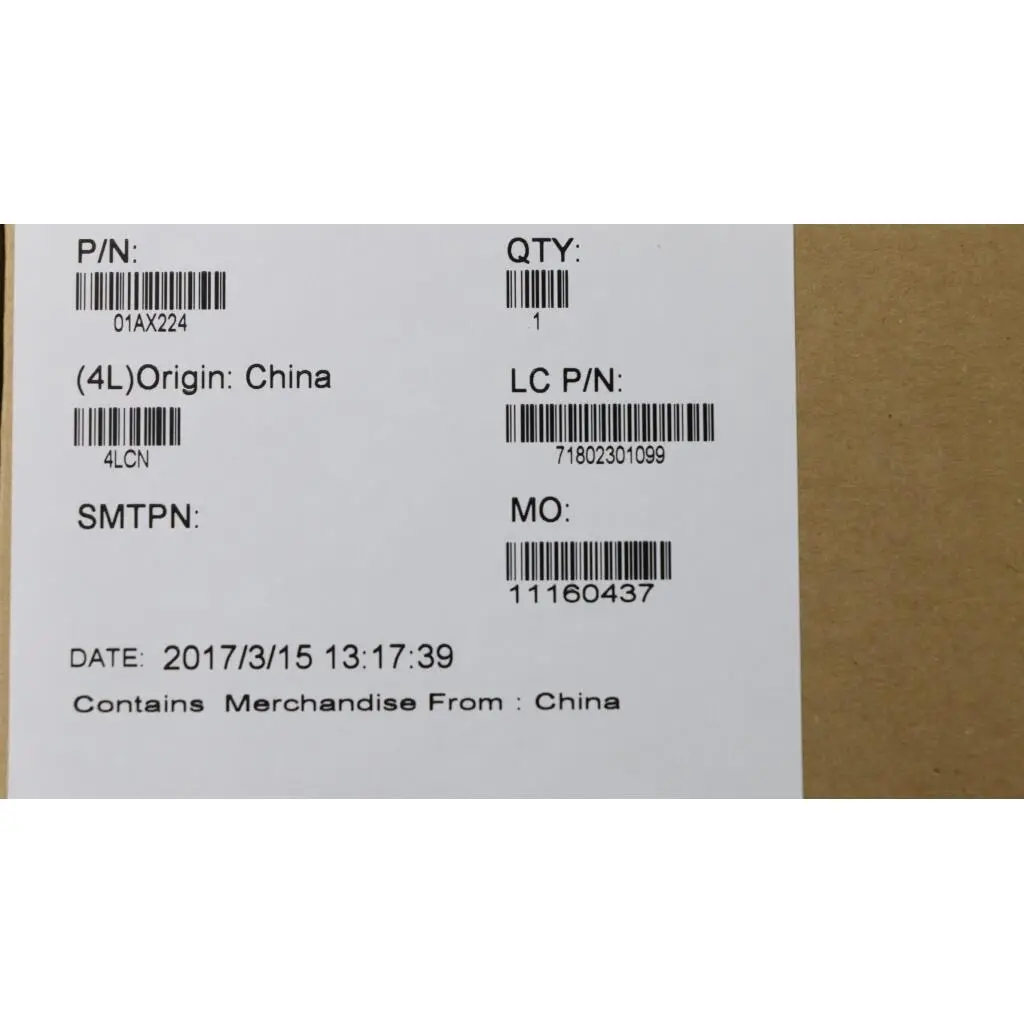 P/N:
QTY:
01AX224
1
(4L)Origin: China
LC P/N:
4LCN
71802301099
SMTPN:
MO:
11160437
DATE: 2017/3/15 13:17:39
Contains Merchandise From : China